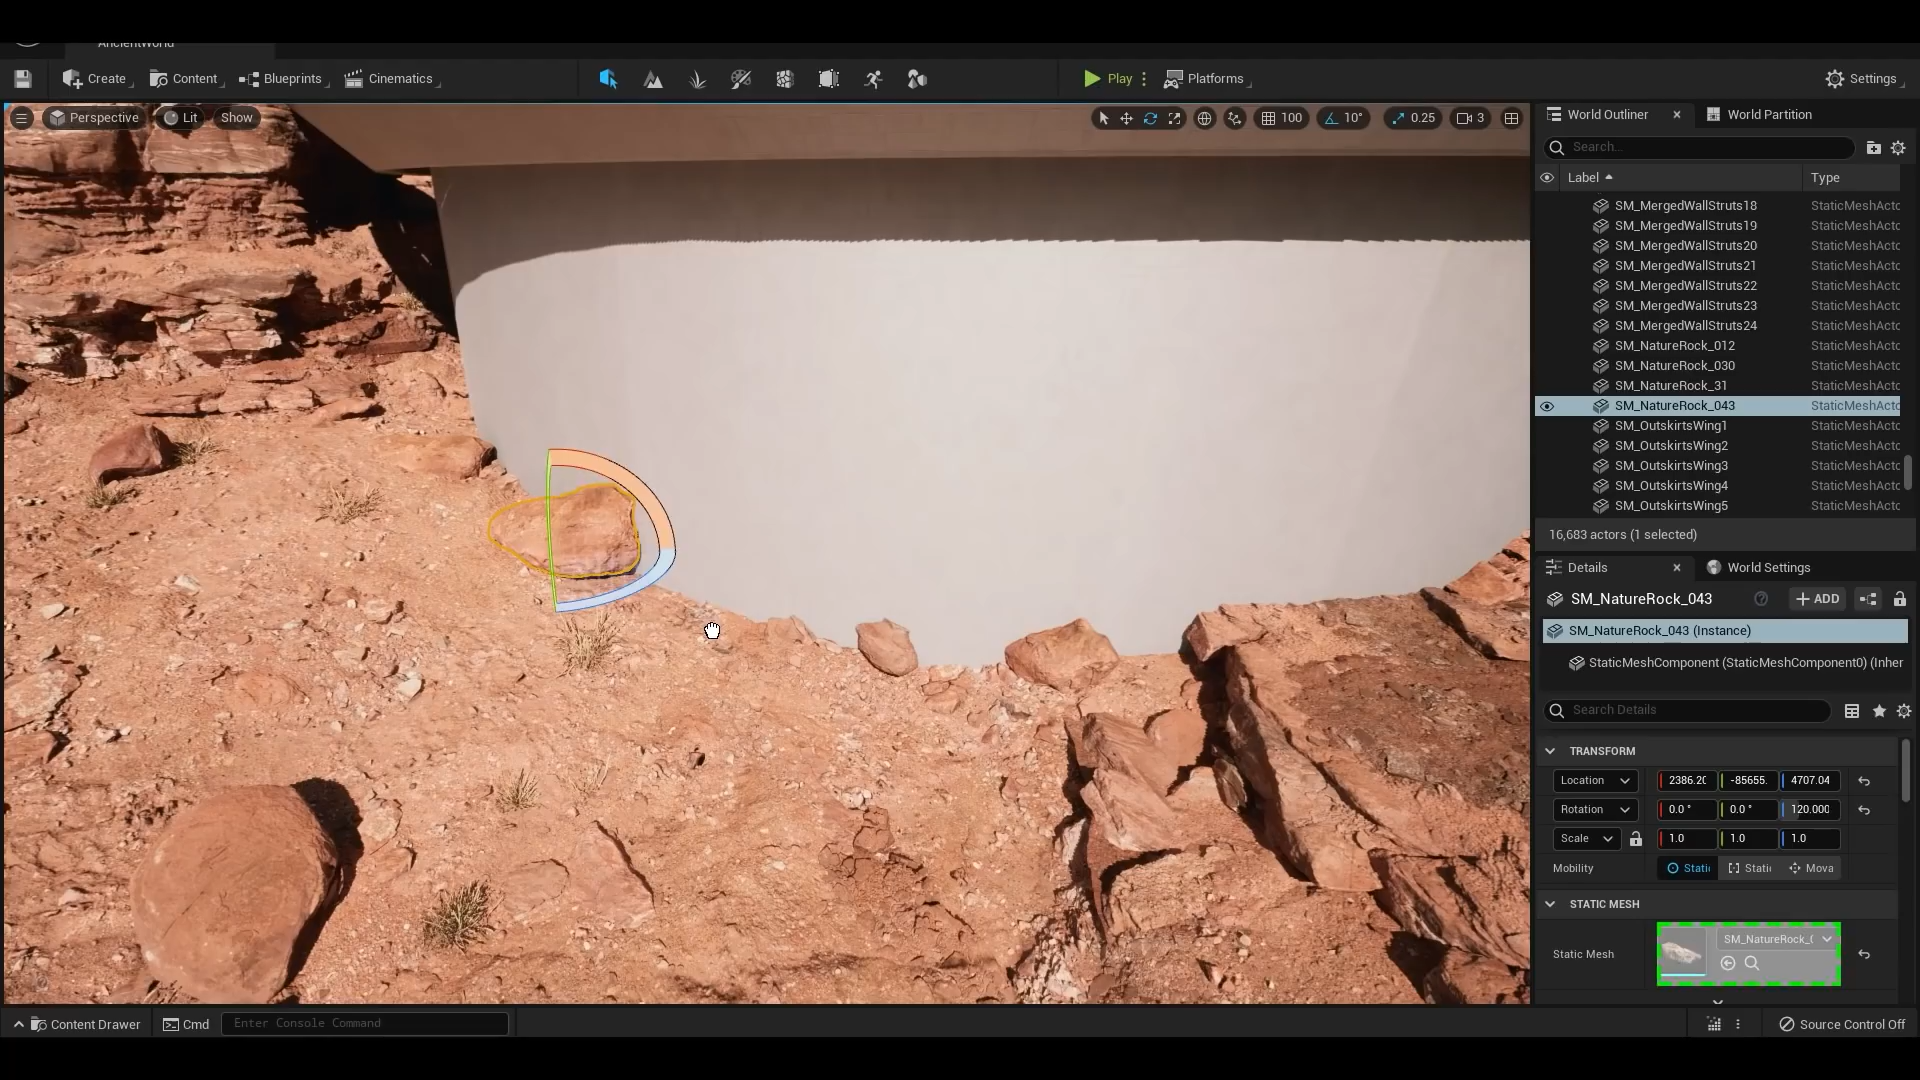 AncientWorld
Create
Content
Blueprints
Cinematics
Play
Platforms
Settings
Perspective
Lit
Show
100
10°
0.25
3
World Outliner
World Partition
Search...
Label
Type
SM_MergedWallStruts18 StaticMeshActo
SM_MergedWallStruts19 StaticMeshActo
SM_MergedWallStruts20 StaticMeshActo
SM_MergedWallStruts21 StaticMeshActo
SM_MergedWallStruts22 StaticMeshActo
SM_MergedWallStruts23 StaticMeshActo
SM_MergedWallStruts24 StaticMeshActo
SM_NatureRock_012 StaticMeshActo
SM_NatureRock_030 StaticMeshActo
SM_NatureRock_31 StaticMeshActo
SM_NatureRock_043 StaticMeshActo
SM_OutskirtsWing1 StaticMeshActo
SM_OutskirtsWing2 StaticMeshActo
SM_OutskirtsWing3 StaticMeshActo
SM_OutskirtsWing4 StaticMeshActo
SM_OutskirtsWing5 StaticMeshActo
16,683 actors (1 selected)
Details
World Settings
SM_NatureRock_043
+ ADD
SM_NatureRock_043 (Instance)
StaticMeshComponent (StaticMeshComponent0) (Inher
Search Details
TRANSFORM
Location 2386.20 -85655. 4707.04
Rotation 0.0 ° 0.0 ° 120.000
Scale 1.0 1.0 1.0
Mobility Static Static Mova
STATIC MESH
Static Mesh SM_NatureRock_0
Content Drawer
Cmd
Enter Console Command
Source Control Off